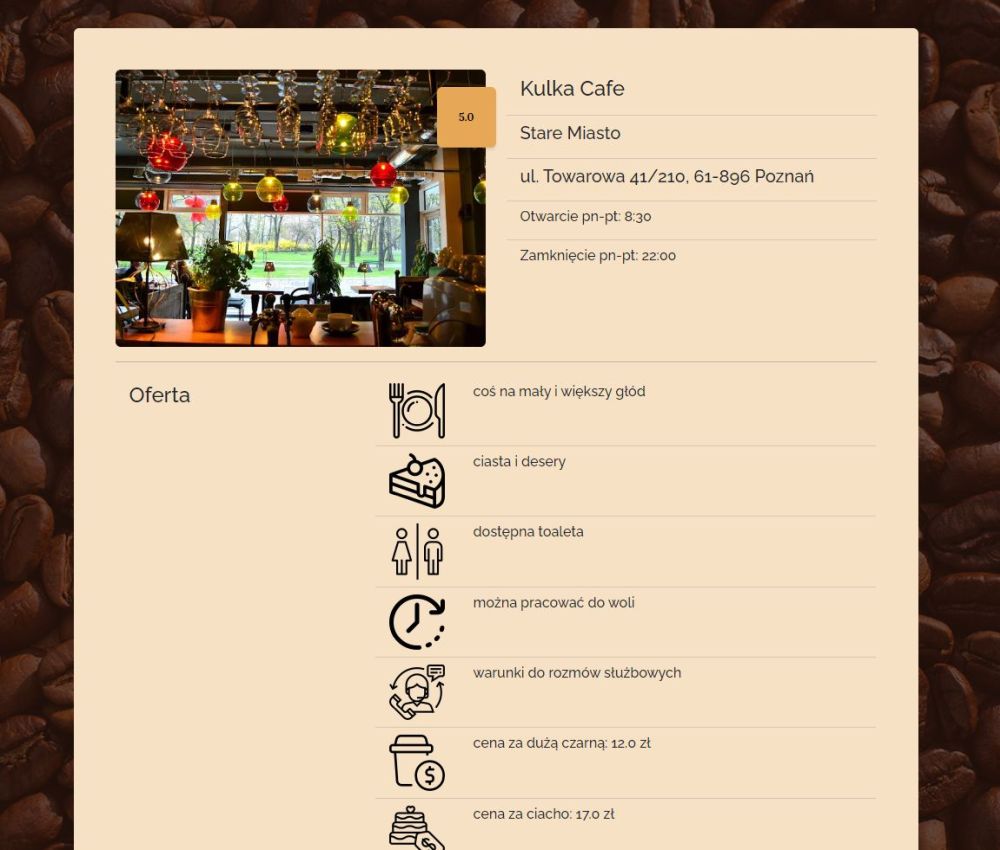 5.0
Kulka Cafe
Stare Miasto
ul. Towarowa 41/210, 61-896 Poznań
Otwarcie pn-pt: 8:30
Zamknięcie pn-pt: 22:00
Oferta
coś na mały i większy głód
ciasta i desery
dostępna toaleta
można pracować do woli
warunki do rozmów służbowych
cena za dużą czarną: 12.0 zł
cena za ciacho: 17.0 zł